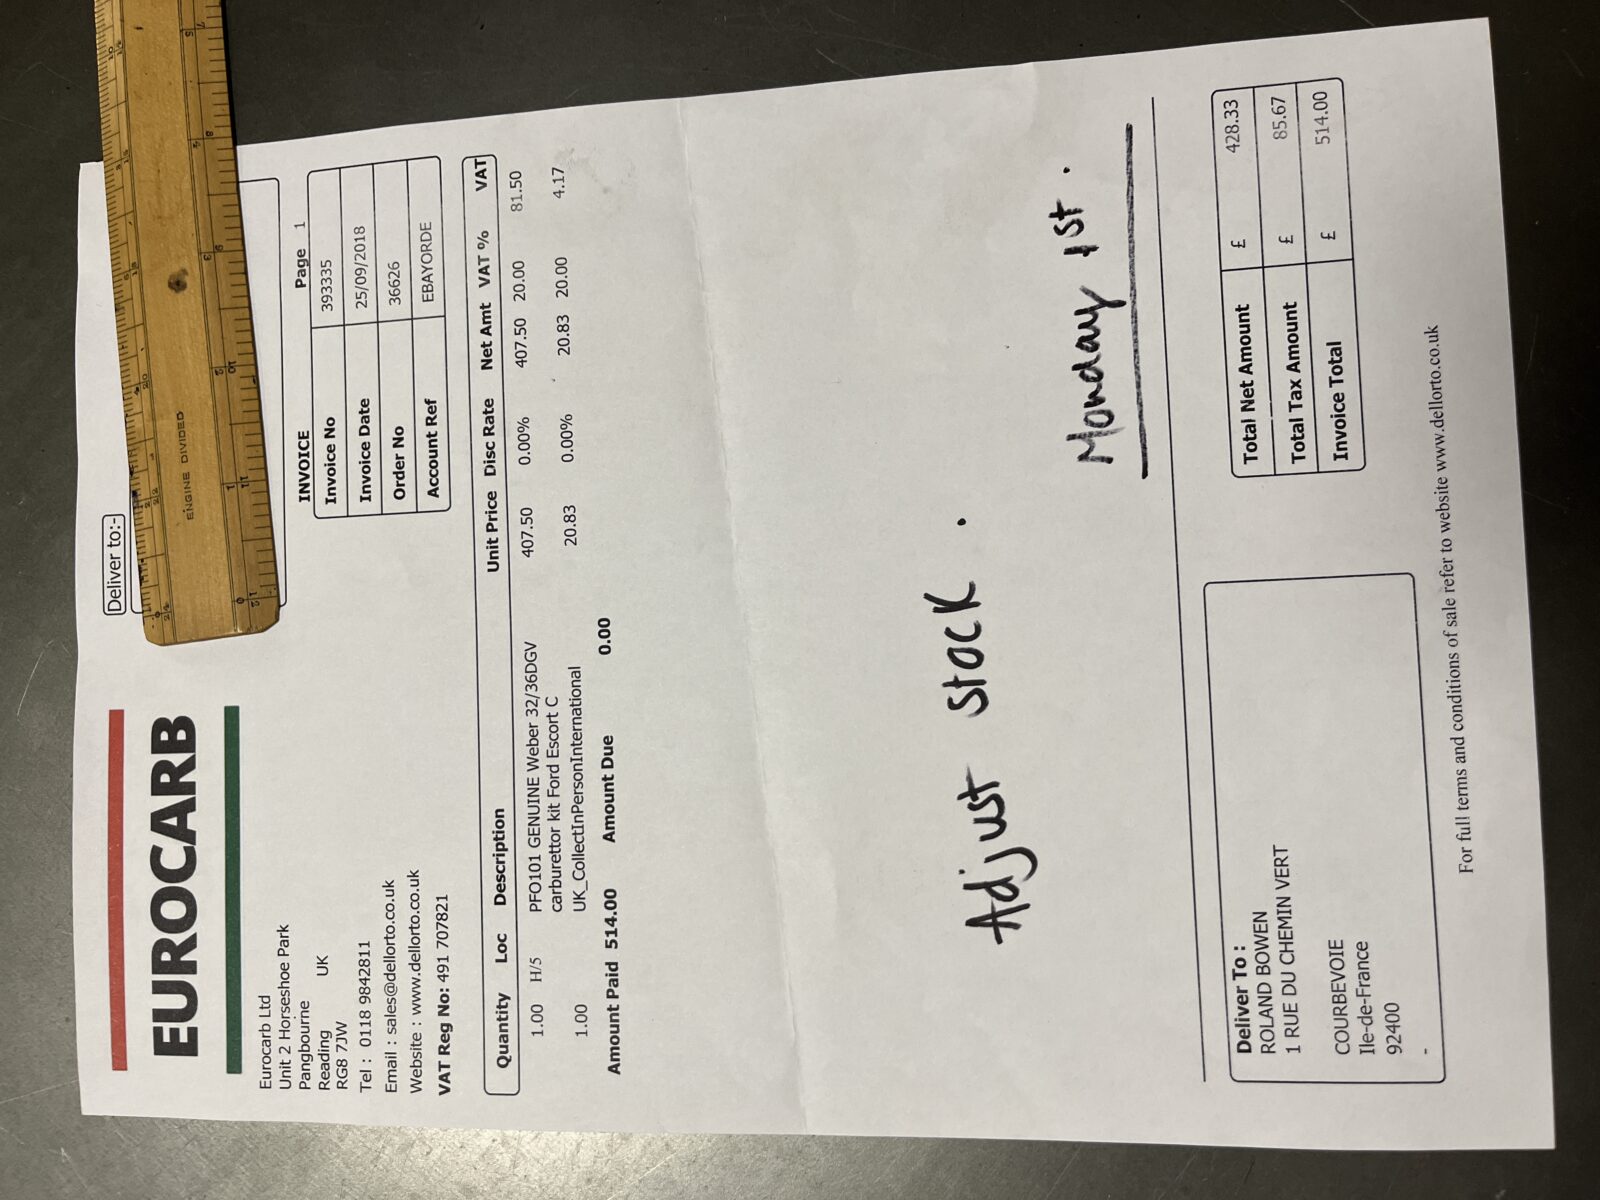 EUROCARB
Deliver to:-
ENGINE DIVIDED
Eurocarb Ltd
Unit 2 Horseshoe Park
Pangbourne
Reading UK
RG8 7JW
Tel : 0118 9842811
Email : sales@dellorto.co.uk
Website : www.dellorto.co.uk
VAT Reg No: 491 707821
INVOICE Page 1
Invoice No 393335
Invoice Date 25/09/2018
Order No 36626
Account Ref EBAYORDE
Quantity Loc Description Unit Price Disc Rate Net Amt VAT % VAT
1.00 H/5 PFO101 GENUINE Weber 32/36DGV 407.50 0.00% 407.50 20.00 81.50
carburettor kit Ford Escort C
1.00 UK_CollectInPersonInternational 20.83 0.00% 20.83 20.00 4.17
Amount Paid 514.00 Amount Due 0.00
Adjust stock.
Monday 1st.
Deliver To :
ROLAND BOWEN
1 RUE DU CHEMIN VERT
COURBEVOIE
Ile-de-France
92400
-
Total Net Amount £ 428.33
Total Tax Amount £ 85.67
Invoice Total £ 514.00
For full terms and conditions of sale refer to website www.dellorto.co.uk